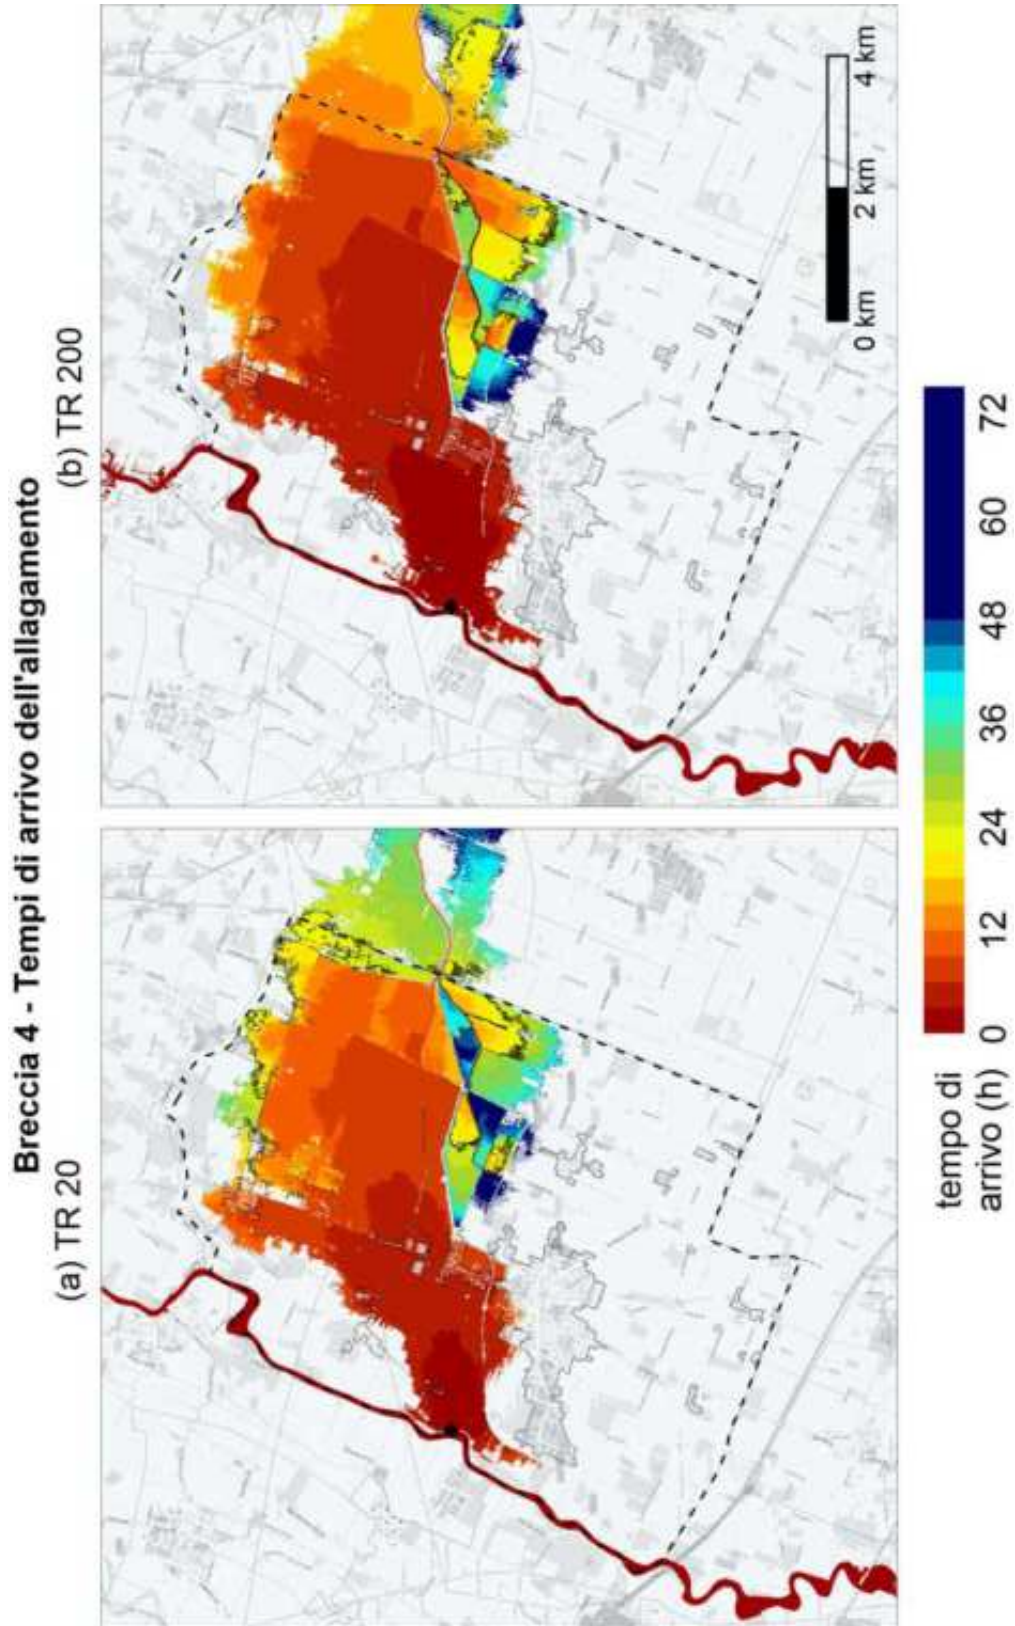 Breccia 4 - Tempi di arrivo dell'allagamento
(a) TR 20
(b) TR 200
0 km 2 km 4 km
tempo di
arrivo (h)
0 12 24 36 48 60 72